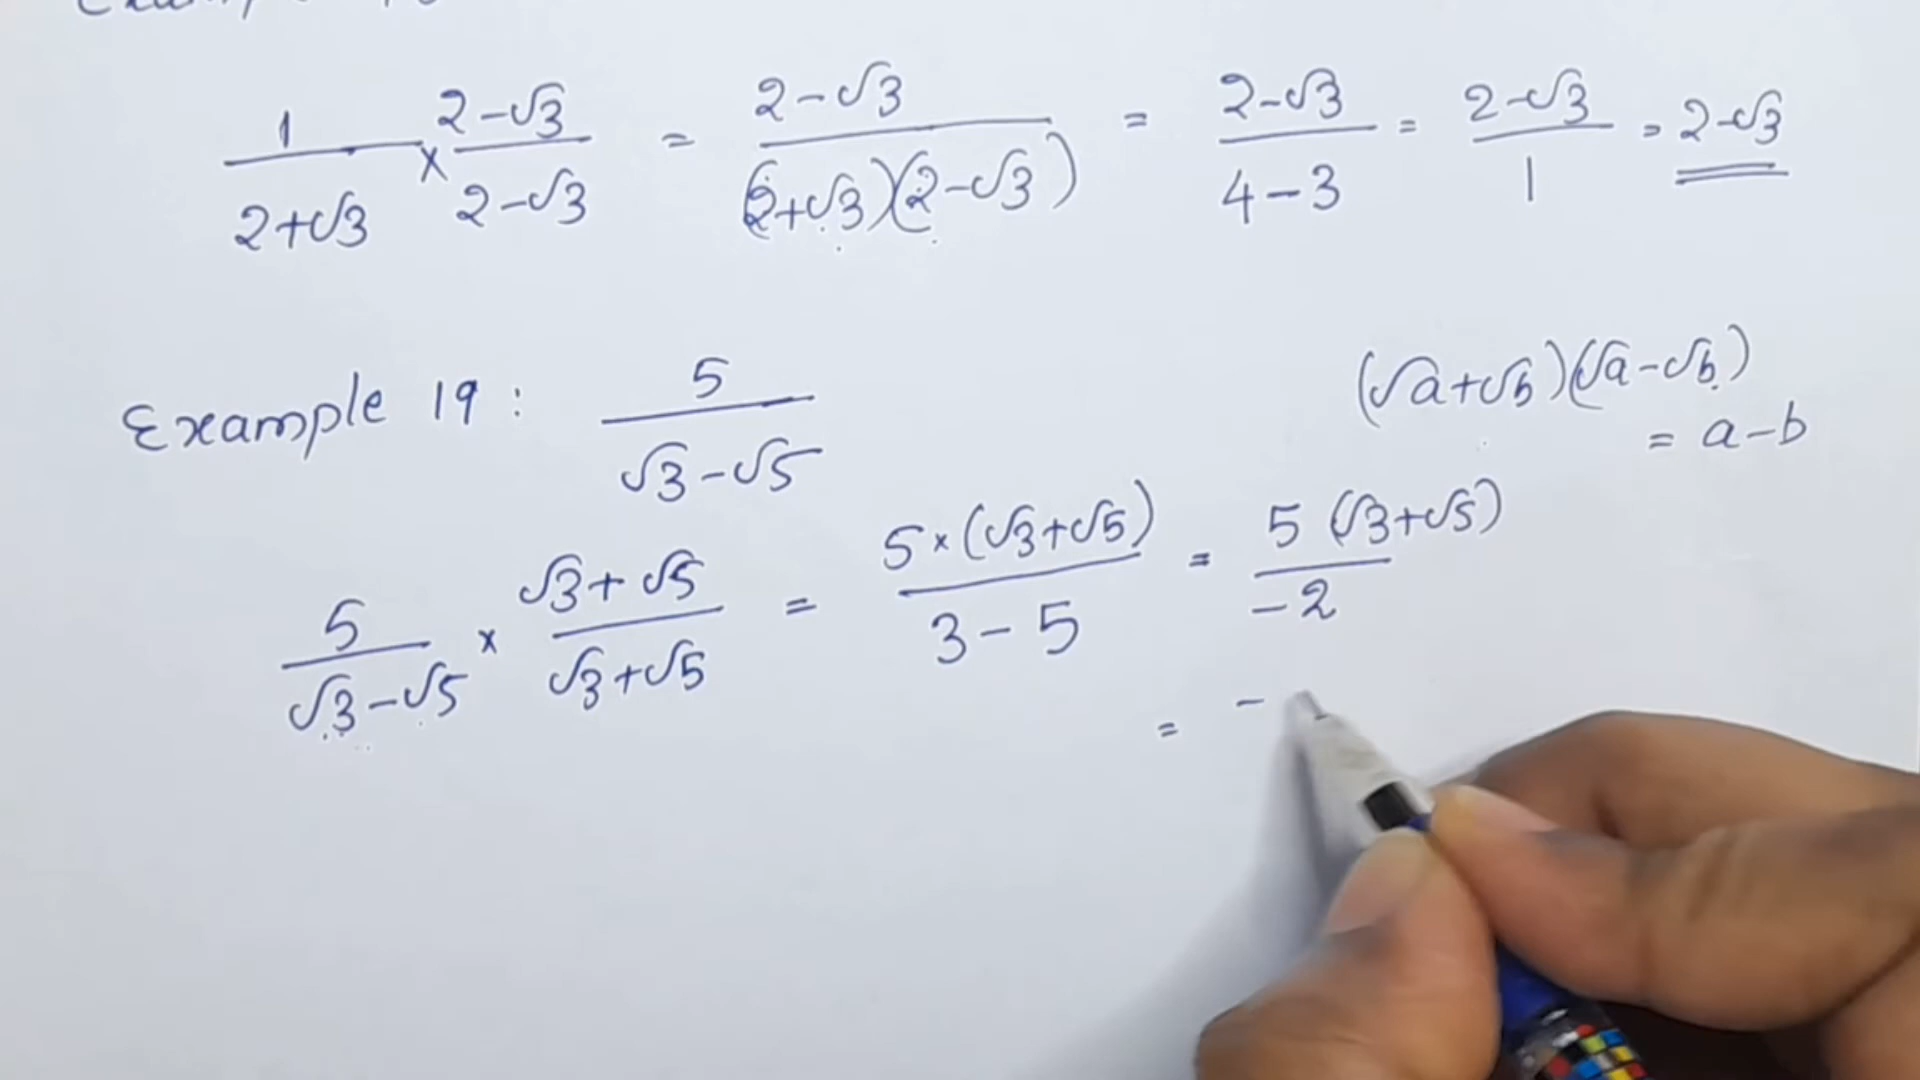 1/(2+√3) × (2-√3)/(2-√3) = (2-√3)/((2+√3)(2-√3)) = (2-√3)/(4-3) = (2-√3)/1 = 2-√3
Example 19 : 5/(√3-√5)
(√a+√b)(√a-√b)
= a-b
5/(√3-√5) × (√3+√5)/(√3+√5) = 5×(√3+√5)/(3-5) = 5(√3+√5)/-2
= -